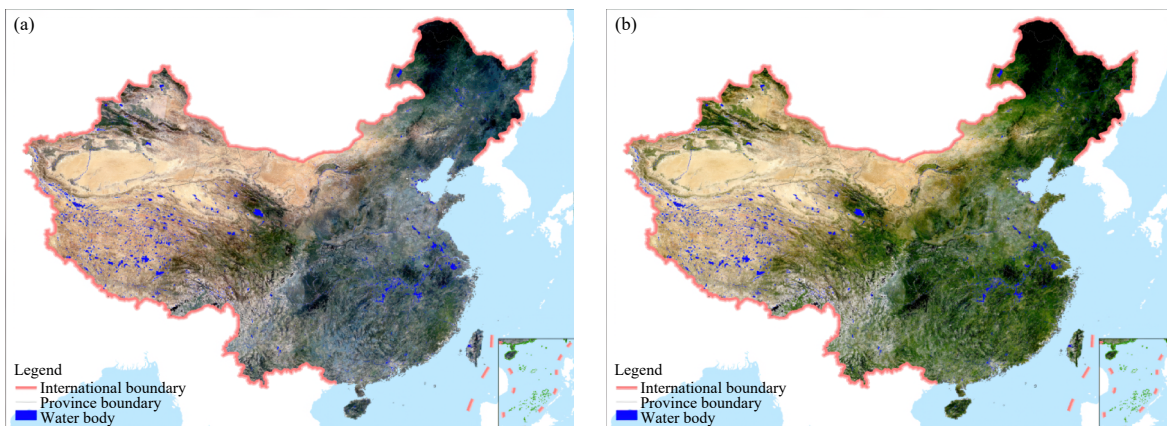 (a)
Legend
International boundary
Province boundary
Water body
(b)
Legend
International boundary
Province boundary
Water body